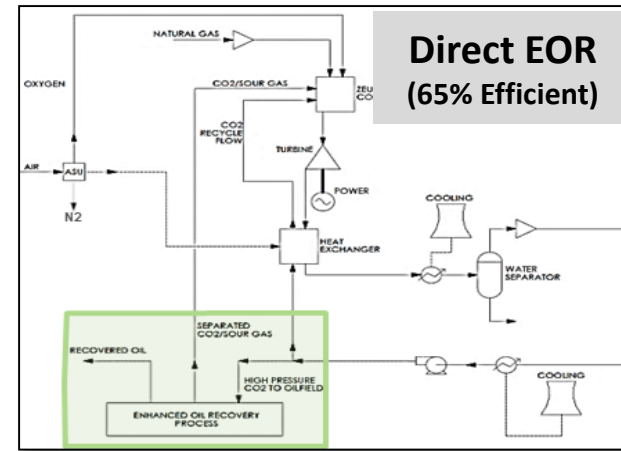 Direct EOR
(65% Efficient)
NATURAL GAS
OXYGEN
CO2/SOUR GAS
CO2
RECYCLE
FLOW
TURBINE
AIR
ASU
N2
POWER
COOLING
HEAT
EXCHANGER
WATER
SEPARATOR
SEPARATED
CO2/SOUR GAS
RECOVERED OIL
HIGH PRESSURE
CO2 TO OILFIELD
COOLING
ENHANCED OIL RECOVERY
PROCESS